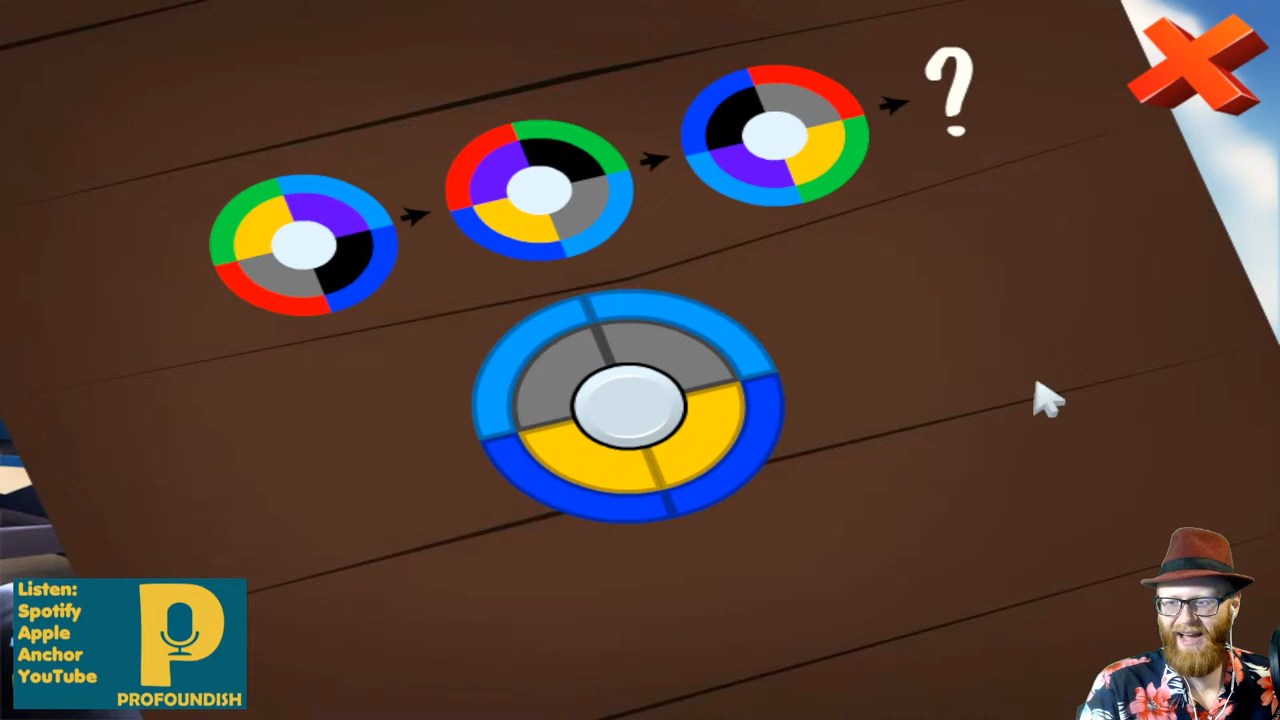 ?
Listen:
Spotify
Apple
Anchor
YouTube
P
PROFOUNDISH